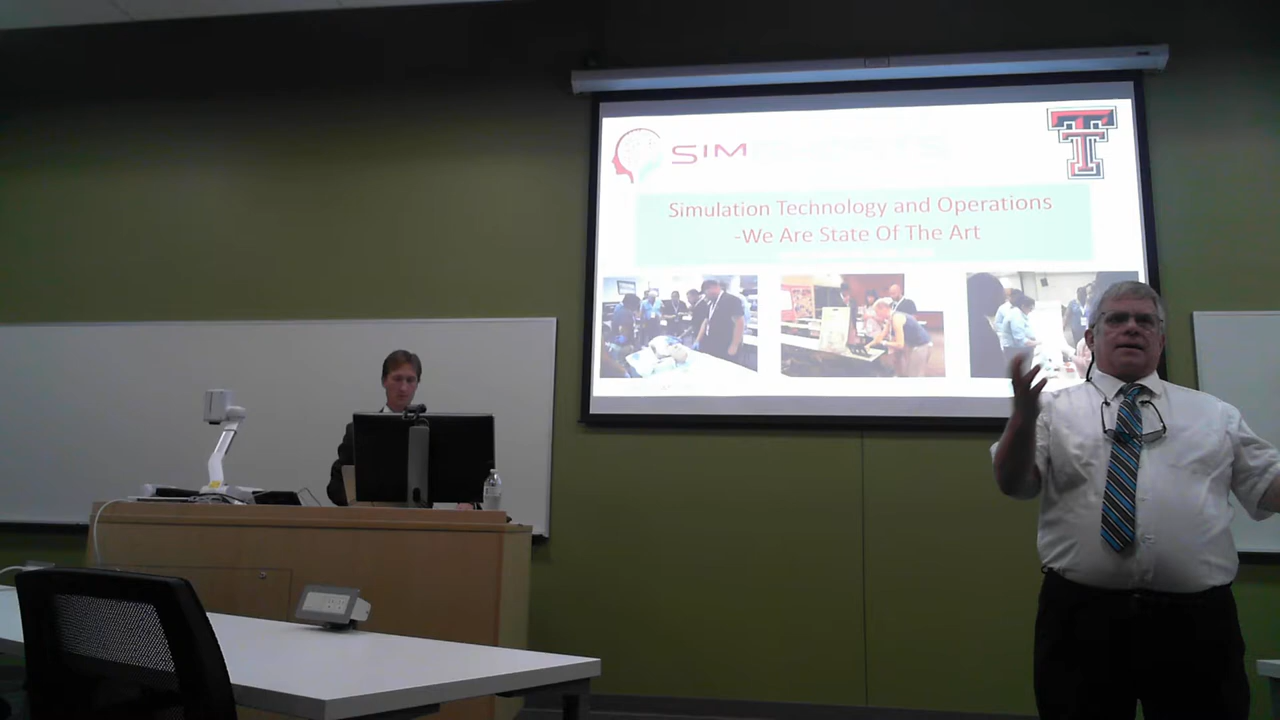 SIM
Simulation Technology and Operations
-We Are State Of The Art